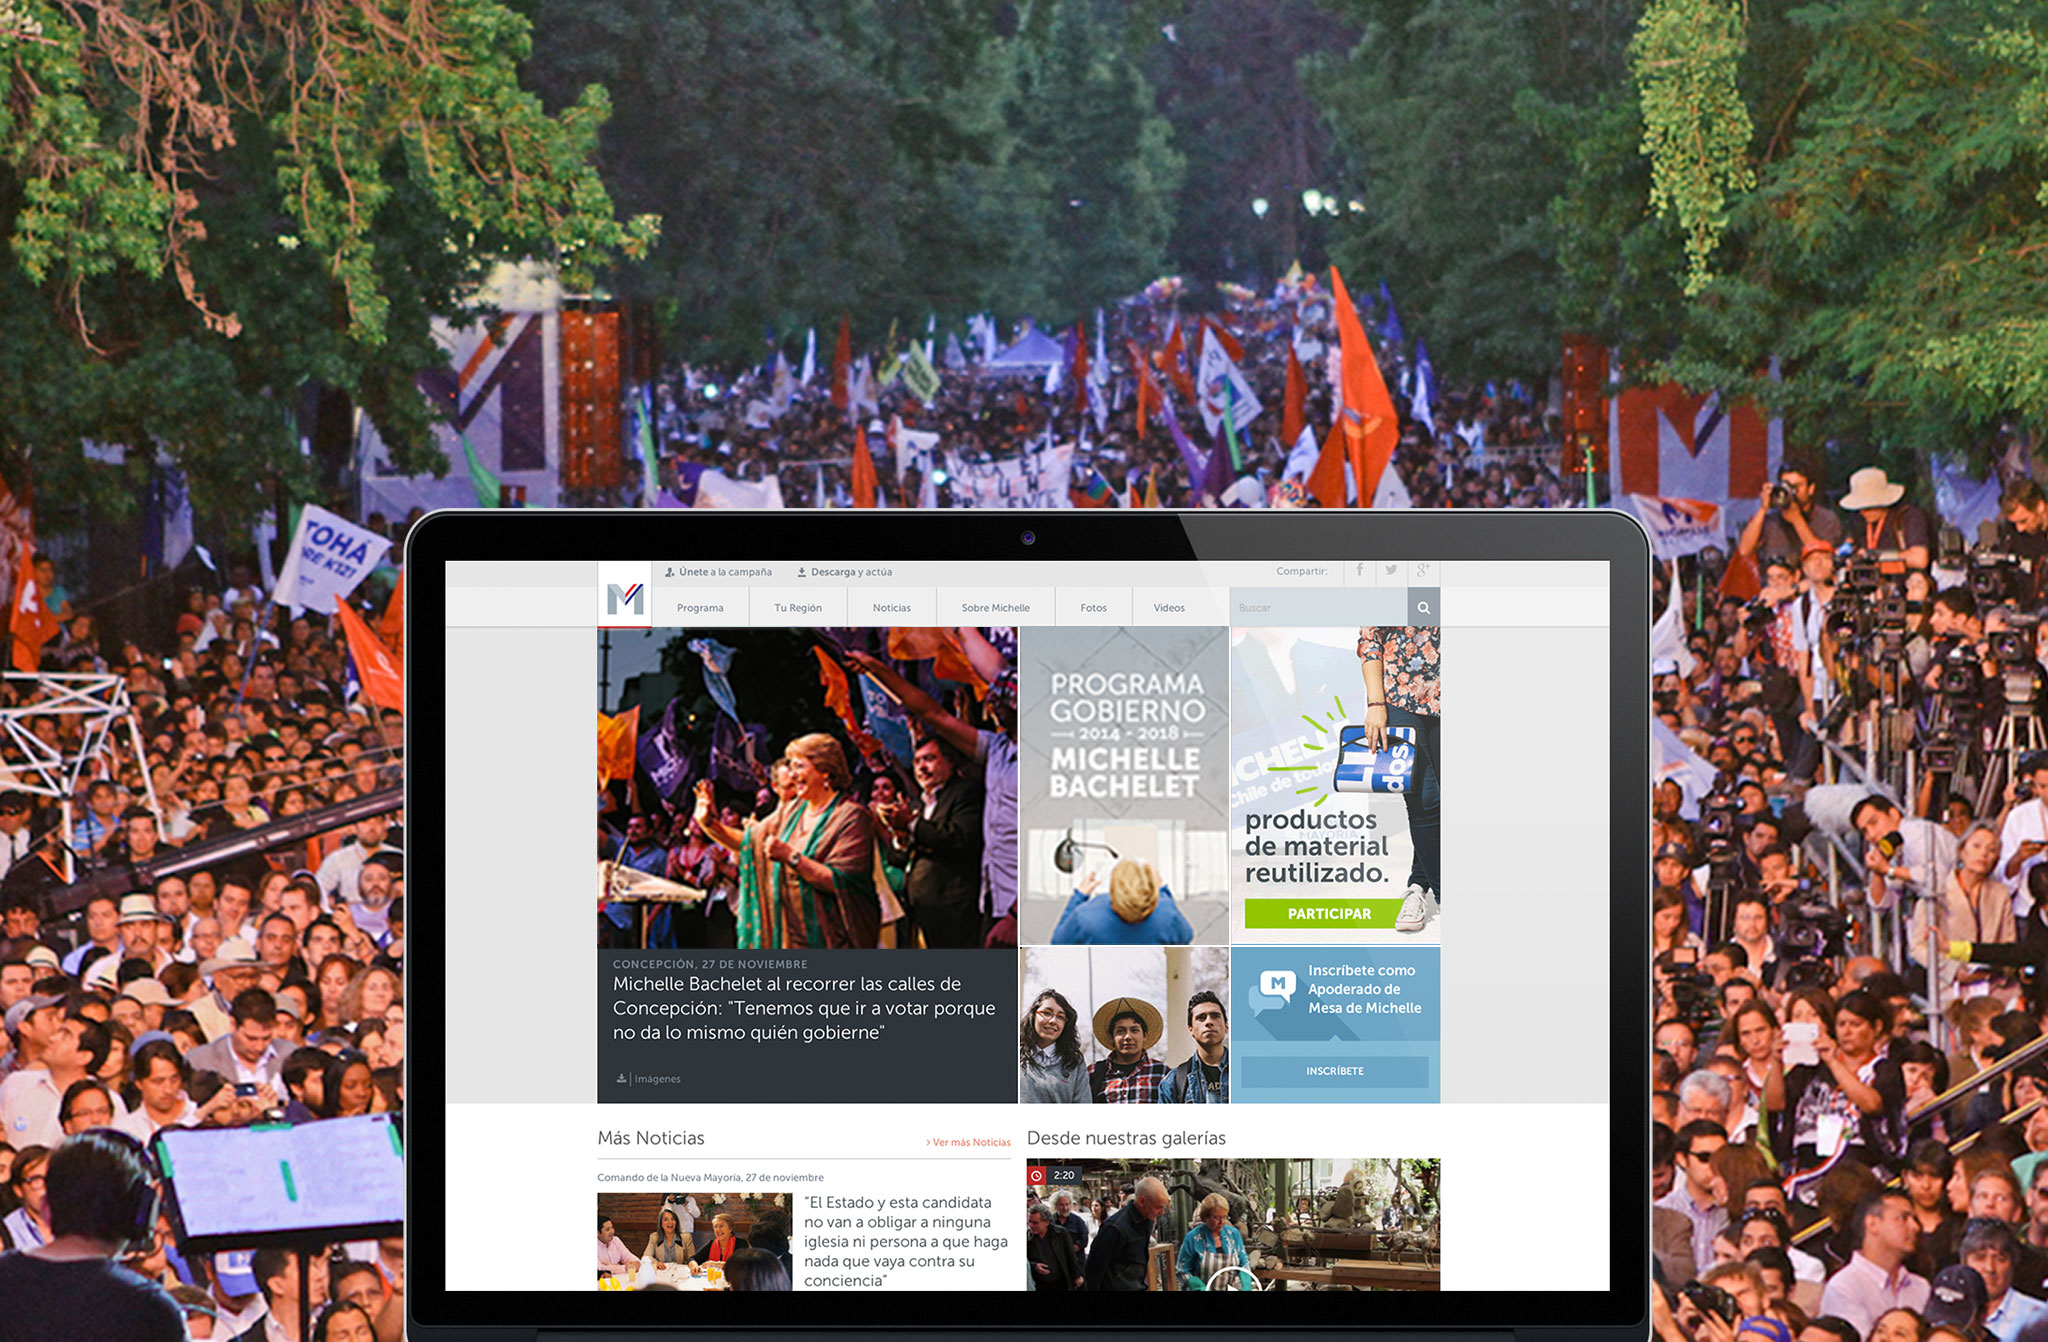 TOHÁ
M
Únete a la campaña
Descarga y actúa
Compartir:
Programa
Tu Región
Noticias
Sobre Michelle
Fotos
Videos
Buscar
PROGRAMA
GOBIERNO
2014 - 2018
MICHELLE
BACHELET
productos
de material
reutilizado.
PARTICIPAR
CONCEPCIÓN, 27 DE NOVIEMBRE
Michelle Bachelet al recorrer las calles de
Concepción: "Tenemos que ir a votar porque
no da lo mismo quién gobierne"
Imágenes
M
Inscríbete como
Apoderado de
Mesa de Michelle
INSCRÍBETE
Más Noticias
› Ver más Noticias
Comando de la Nueva Mayoría, 27 de noviembre
"El Estado y esta candidata
no van a obligar a ninguna
iglesia ni persona a que haga
nada que vaya contra su
conciencia"
Desde nuestras galerías
2:20